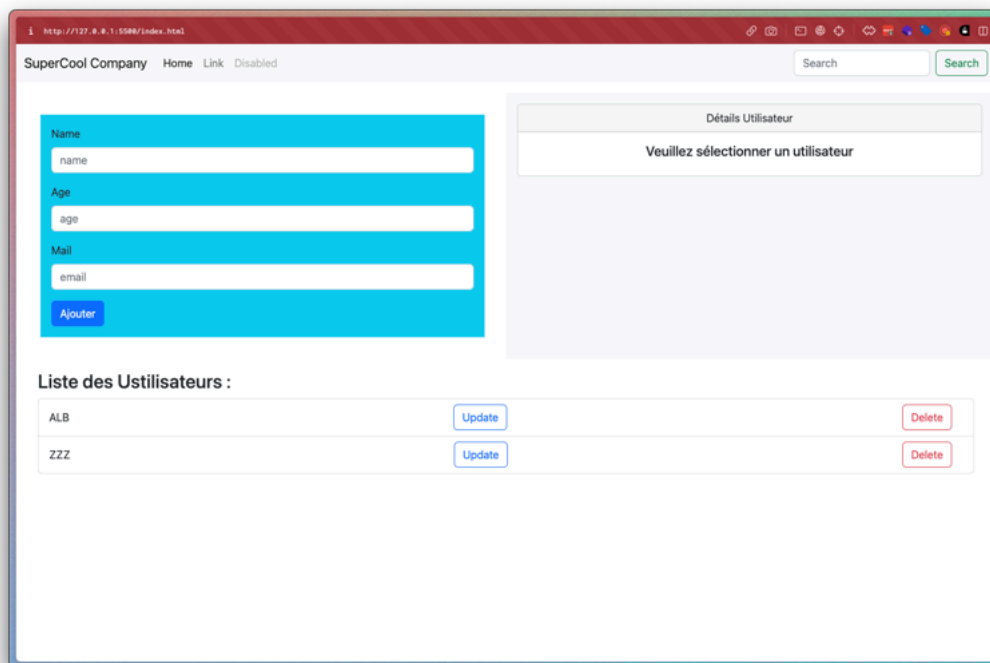 i http://127.0.0.1:5500/index.html
SuperCool Company Home Link Disabled Search Search
Name
name
Age
age
Mail
email
Ajouter
Détails Utilisateur
Veuillez sélectionner un utilisateur
Liste des Ustilisateurs :
ALB Update Delete
ZZZ Update Delete